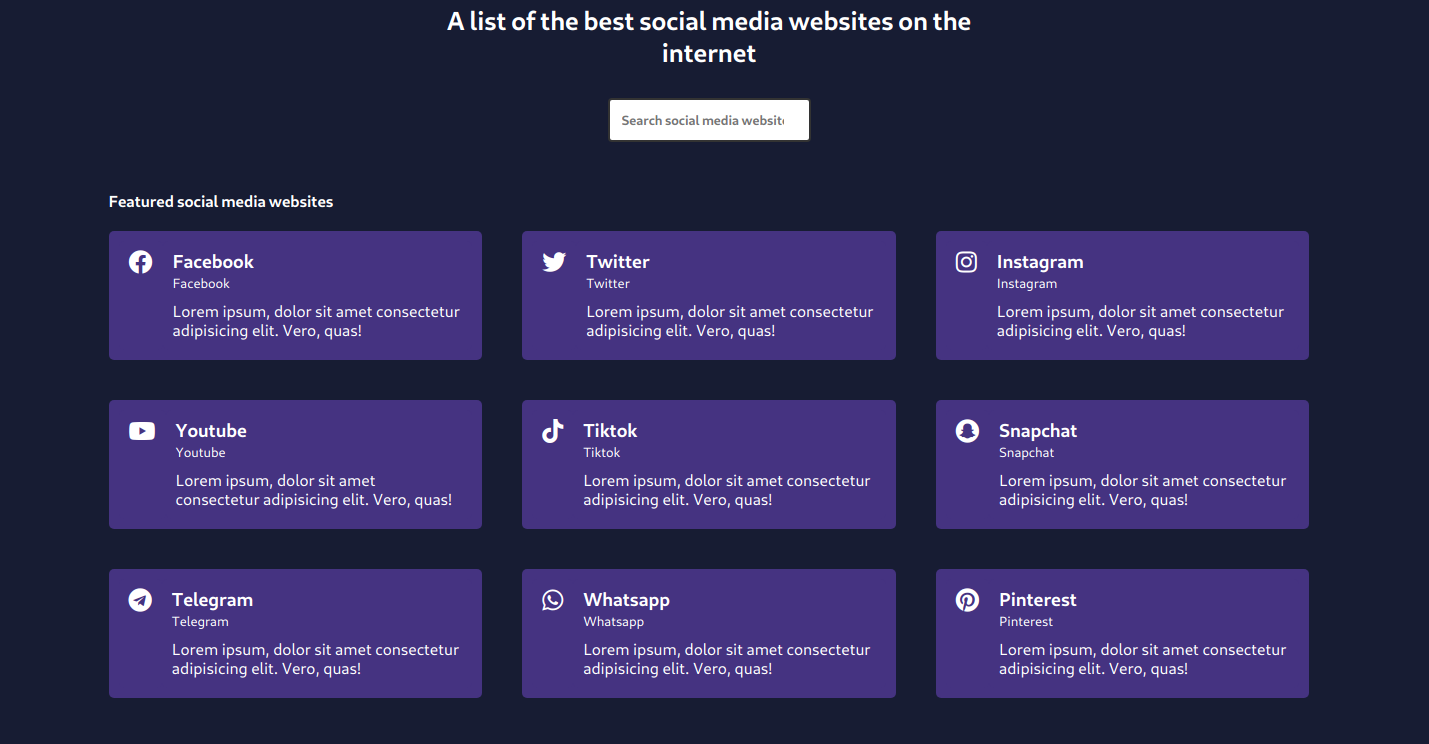 A list of the best social media websites on the
internet
Search social media websit
Featured social media websites
Facebook
Facebook
Lorem ipsum, dolor sit amet consectetur
adipisicing elit. Vero, quas!
Twitter
Twitter
Lorem ipsum, dolor sit amet consectetur
adipisicing elit. Vero, quas!
Instagram
Instagram
Lorem ipsum, dolor sit amet consectetur
adipisicing elit. Vero, quas!
Youtube
Youtube
Lorem ipsum, dolor sit amet
consectetur adipisicing elit. Vero, quas!
Tiktok
Tiktok
Lorem ipsum, dolor sit amet consectetur
adipisicing elit. Vero, quas!
Snapchat
Snapchat
Lorem ipsum, dolor sit amet consectetur
adipisicing elit. Vero, quas!
Telegram
Telegram
Lorem ipsum, dolor sit amet consectetur
adipisicing elit. Vero, quas!
Whatsapp
Whatsapp
Lorem ipsum, dolor sit amet consectetur
adipisicing elit. Vero, quas!
Pinterest
Pinterest
Lorem ipsum, dolor sit amet consectetur
adipisicing elit. Vero, quas!